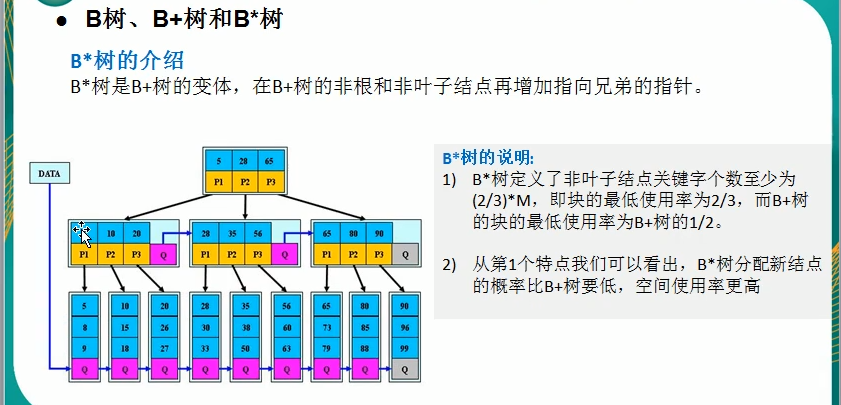 ● B树、B+树和B*树
B*树的介绍
B*树是B+树的变体，在B+树的非根和非叶子结点再增加指向兄弟的指针。
5 28 65
P1 P2 P3
DATA
10 20
P1 P2 P3 Q
28 35 56
P1 P2 P3 Q
65 80 90
P1 P2 P3 Q
5 10 20 28 35 56 65 80 90
8 15 26 30 38 60 73 85 96
9 18 27 33 50 63 79 88 99
Q Q Q Q Q Q Q Q Q
B*树的说明:
1) B*树定义了非叶子结点关键字个数至少为
(2/3)*M，即块的最低使用率为2/3，而B+树
的块的最低使用率为B+树的1/2。
2) 从第1个特点我们可以看出，B*树分配新结点
的概率比B+树要低，空间使用率更高